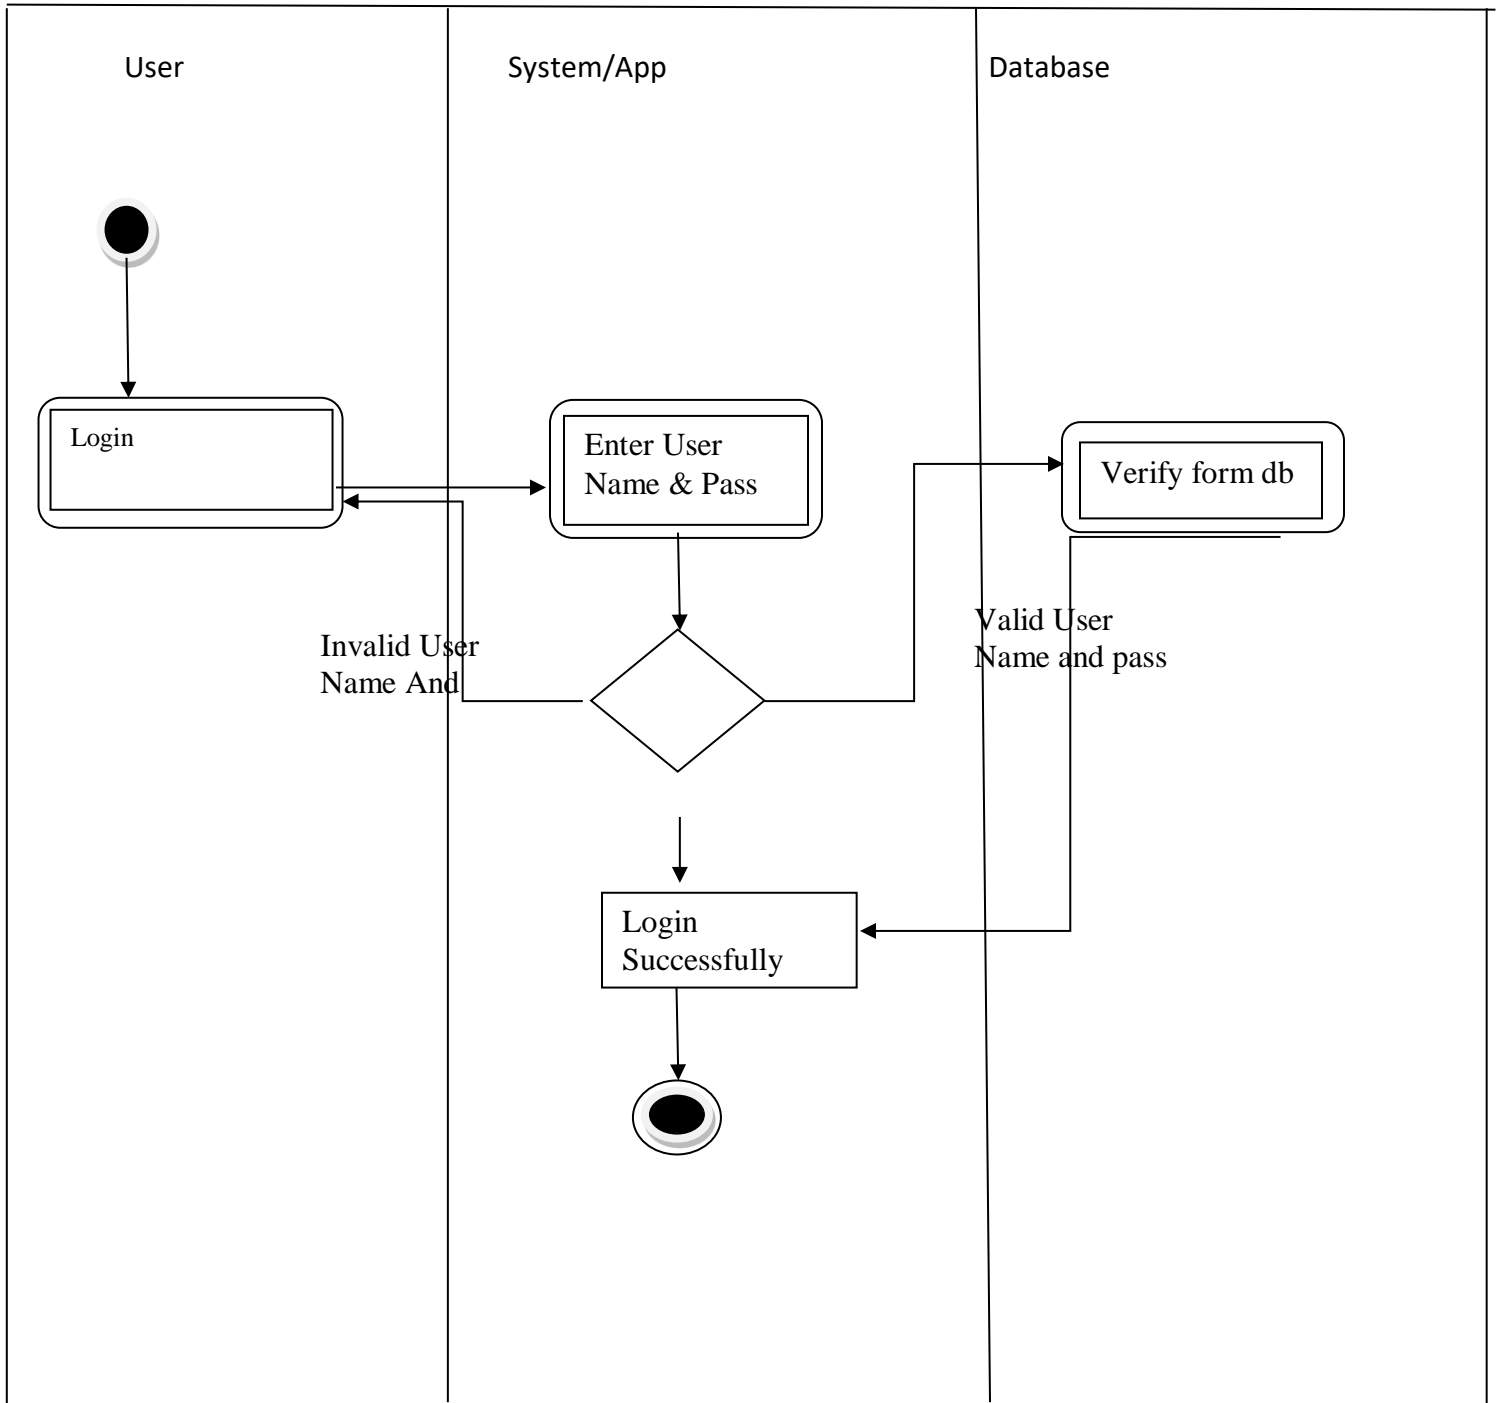 User
System/App
Database
Login
Enter User
Name & Pass
Verify form db
Invalid User
Name And
Valid User
Name and pass
Login
Successfully